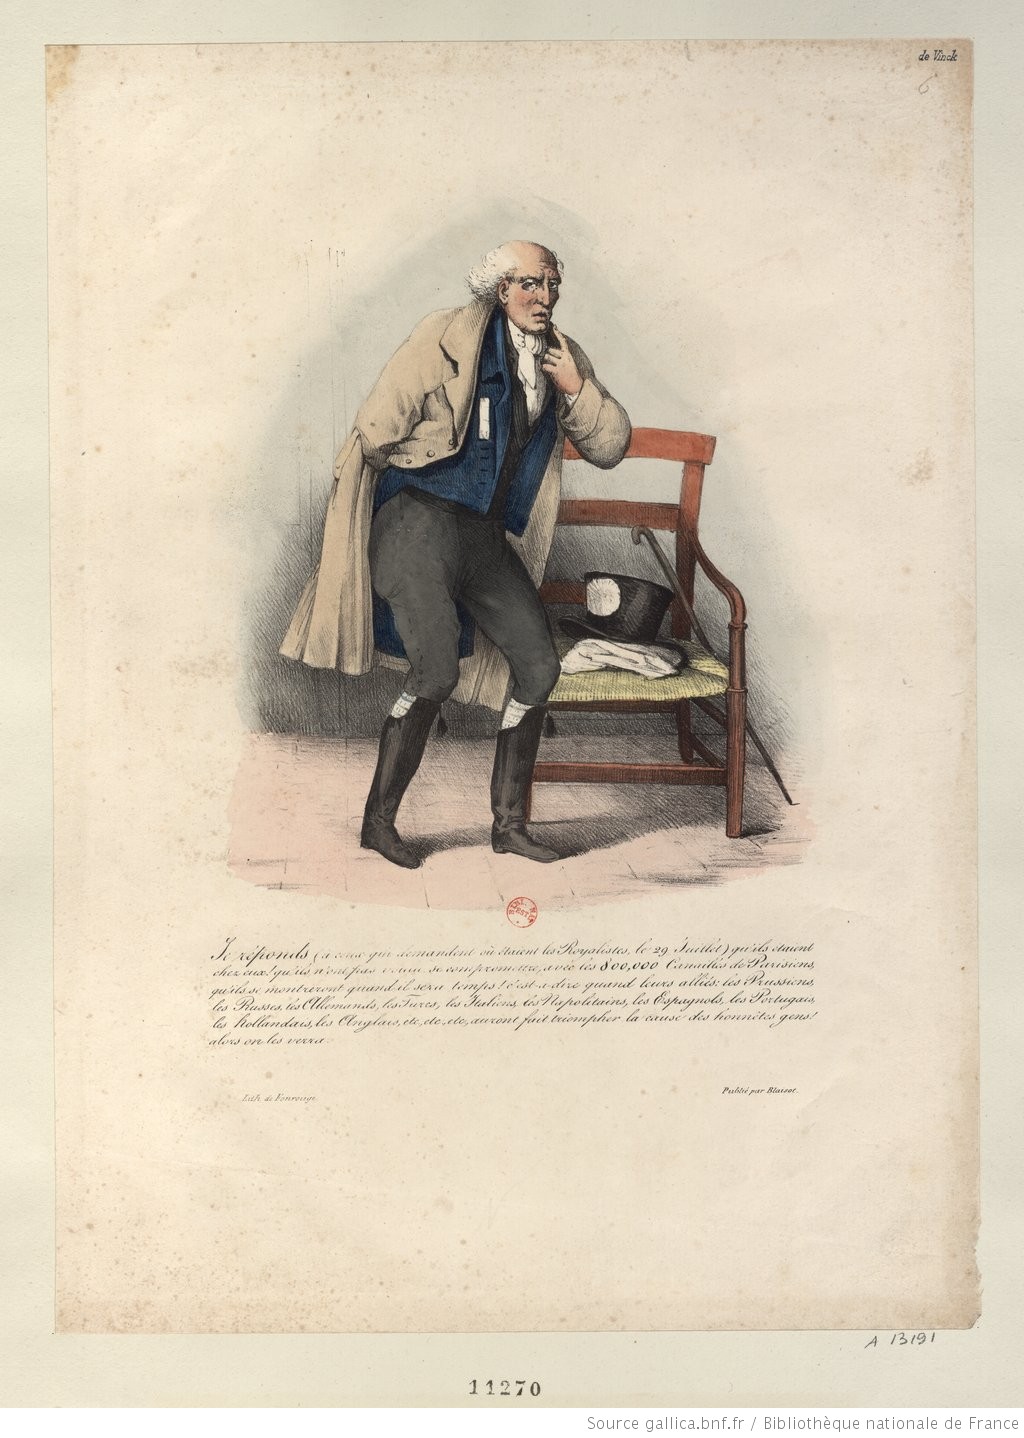 de Vinck
6
Je réponds (à ceux qui demandent où étaient les Royalistes, le 29 Juillet) qu'ils étaient
chez eux! qu'ils n'ont pas voulu se compromettre, avec les 800,000 Canailles de Parisiens,
qu'ils se montreront quand il sera temps! c'est-a-dire quand leurs alliés; les Prussiens,
les Russes, les Allemands, les Turcs, les Italiens, les Napolitains, les Espagnols, les Portugais,
les hollandais, les Anglais, etc, etc, etc, auront fait triompher la cause des honnêtes gens!
alors on les verra.
Lith. de Fonrouge.
Publié par Blaisot.
A 13191
11270
Source gallica.bnf.fr / Bibliothèque nationale de France